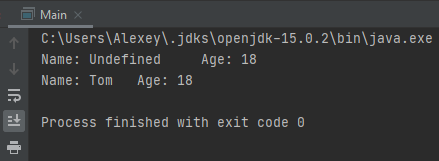 Main
C:\Users\Alexey\.jdks\openjdk-15.0.2\bin\java.exe
Name: Undefined     Age: 18
Name: Tom   Age: 18
Process finished with exit code 0